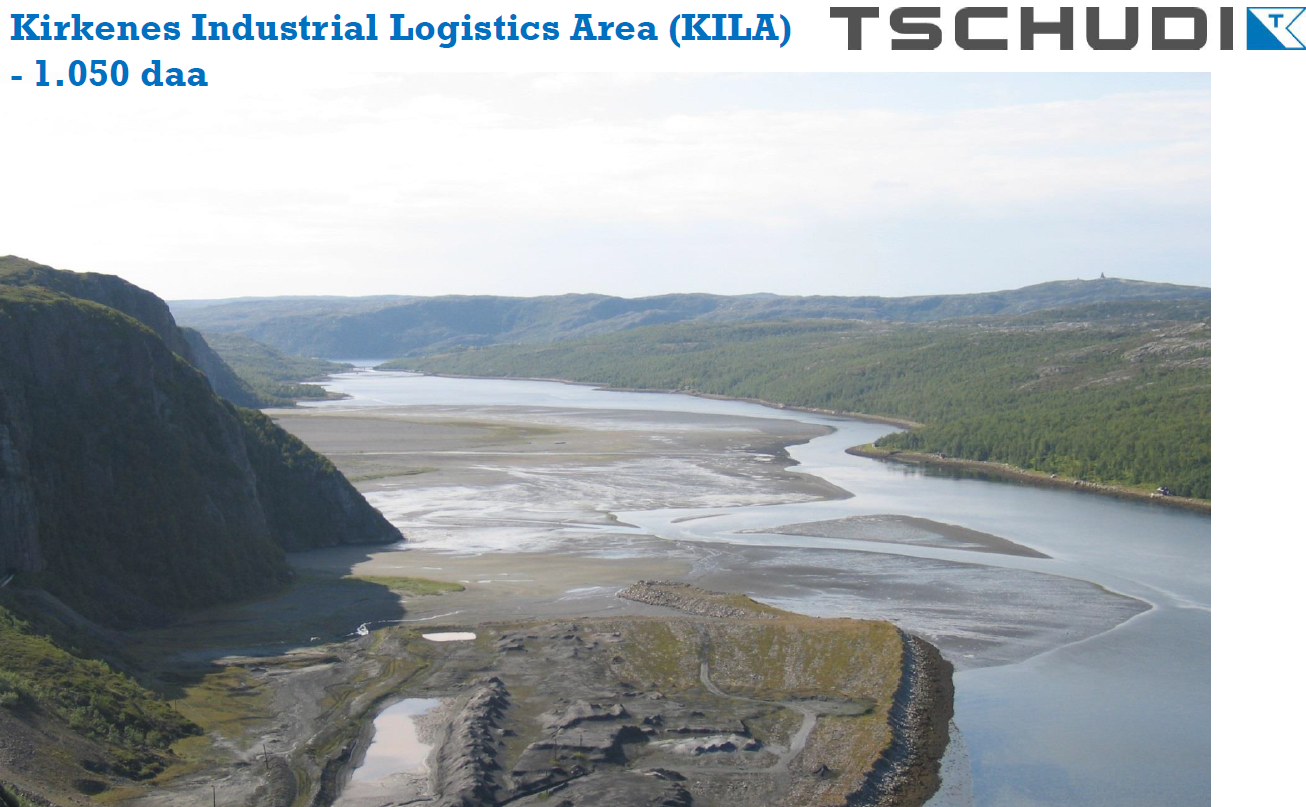 Kirkenes Industrial Logistics Area (KILA)
- 1.050 daa
TSCHUDI